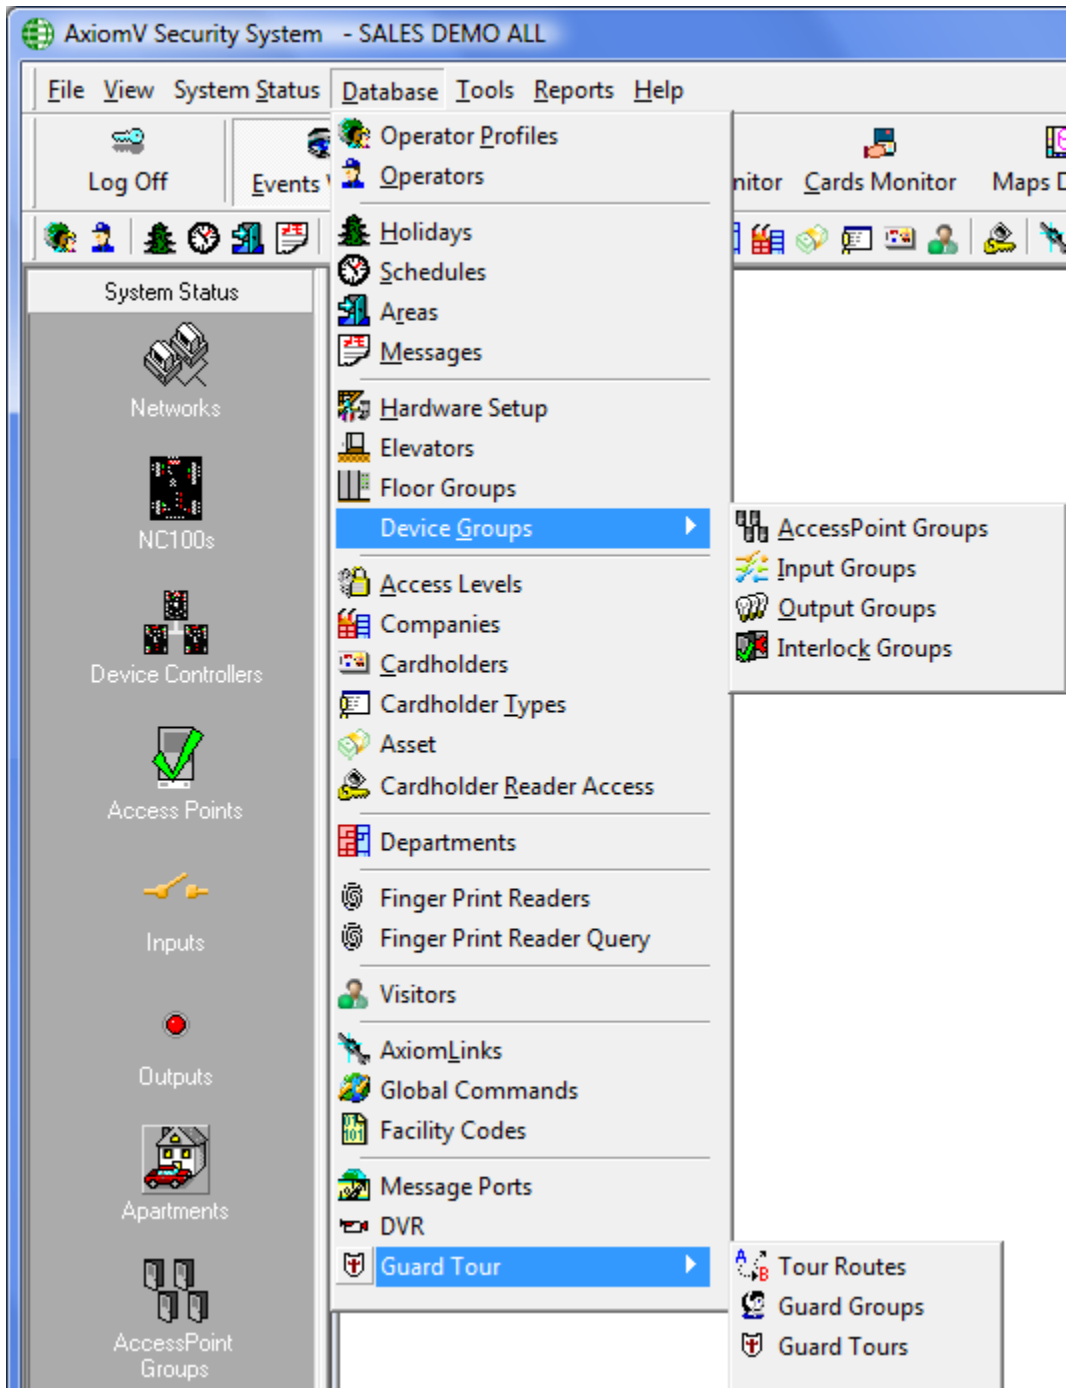 AxiomV Security System - SALES DEMO ALL
File View System Status Database Tools Reports Help
Log Off
Events
nitor
Cards Monitor
Maps
System Status
Networks
NC100s
Device Controllers
Access Points
Inputs
Outputs
Apartments
AccessPoint
Groups
Operator Profiles
Operators
Holidays
Schedules
Areas
Messages
Hardware Setup
Elevators
Floor Groups
Device Groups
Access Levels
Companies
Cardholders
Cardholder Types
Asset
Cardholder Reader Access
Departments
Finger Print Readers
Finger Print Reader Query
Visitors
AxiomLinks
Global Commands
Facility Codes
Message Ports
DVR
Guard Tour
AccessPoint Groups
Input Groups
Output Groups
Interlock Groups
Tour Routes
Guard Groups
Guard Tours